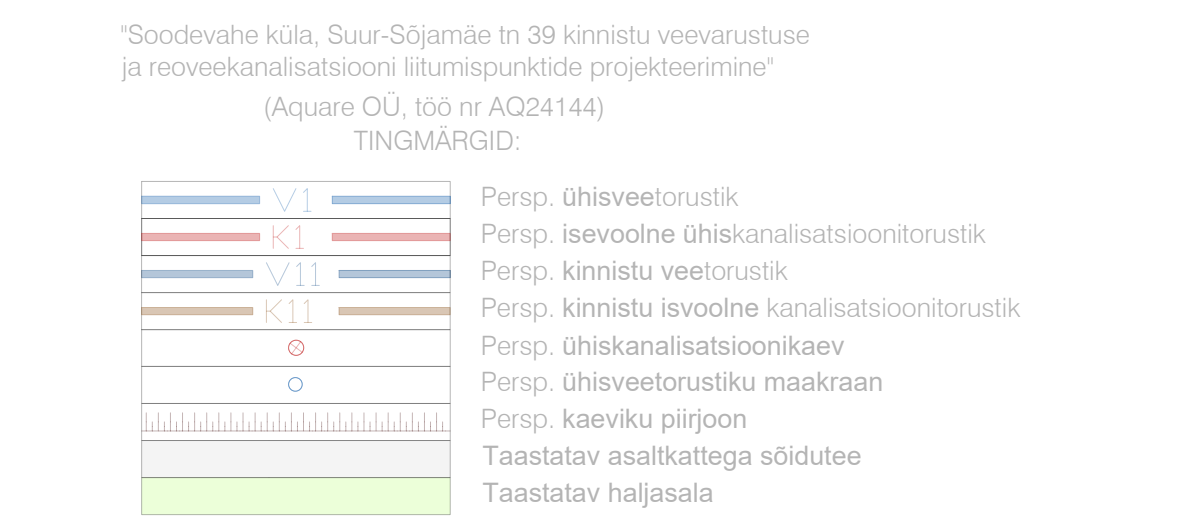 "Soodevahe küla, Suur-Sõjamäe tn 39 kinnistu veevarustuse
ja reoveekanalisatsiooni liitumispunktide projekteerimine"
(Aquare OÜ, töö nr AQ24144)
TINGMÄRGID:
V1 Persp. ühisveetorustik
K1 Persp. isevoolne ühiskanalisatsioonitorustik
V11 Persp. kinnistu veetorustik
K11 Persp. kinnistu isvoolne kanalisatsioonitorustik
Persp. ühiskanalisatsioonikaev
Persp. ühisveetorustiku maakraan
Persp. kaeviku piirjoon
Taastatav asaltkattega sõidutee
Taastatav haljasala